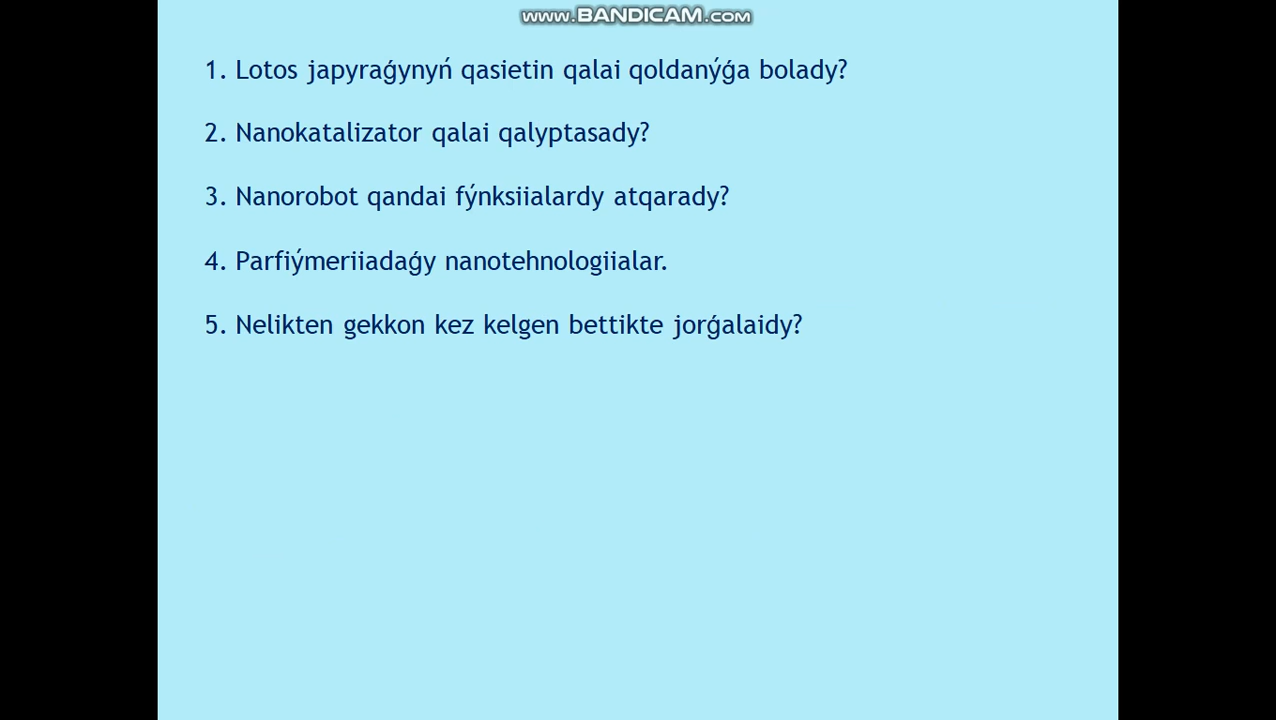 www.BANDICAM.com
1. Lotos japyraǵynyń qasietin qalai qoldanýǵa bolady?
2. Nanokatalizator qalai qalyptasady?
3. Nanorobot qandai fýnksiialardy atqarady?
4. Parfiýmeriiadaǵy nanotehnologiialar.
5. Nelikten gekkon kez kelgen bettikte jorǵalaidy?